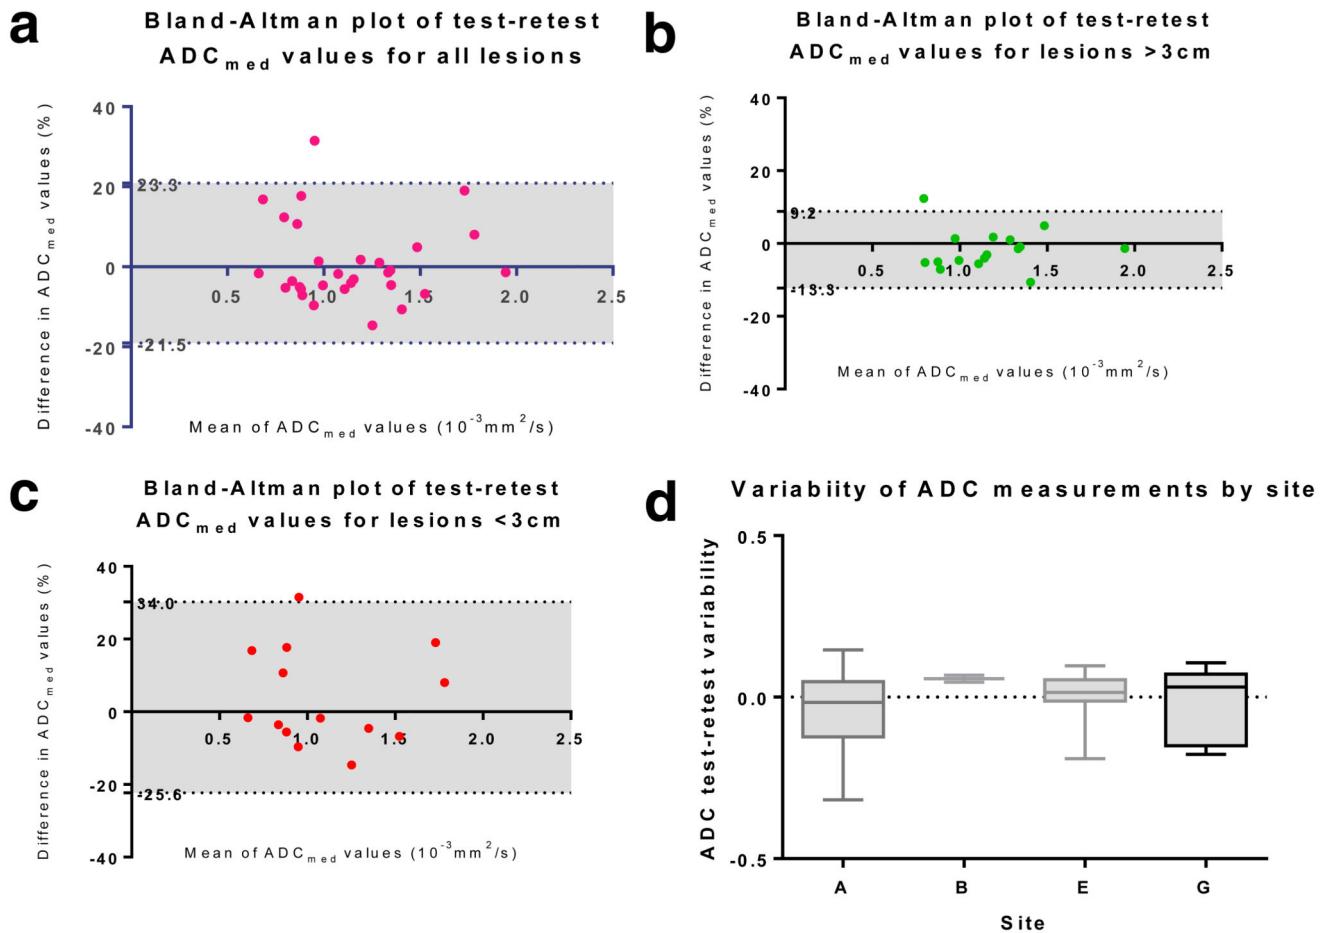 a
Bland-Altman plot of test-retest
ADCmed values for all lesions
Difference in ADCmed values (%)
40
20
0
-20
-40
23.3
-21.5
0.5
1.0
1.5
2.0
2.5
Mean of ADCmed values (10-3mm2/s)
b
Bland-Altman plot of test-retest
ADCmed values for lesions >3cm
Difference in ADCmed values (%)
40
20
0
-20
-40
9.2
-13.3
0.5
1.0
1.5
2.0
2.5
Mean of ADCmed values (10-3mm2/s)
c
Bland-Altman plot of test-retest
ADCmed values for lesions <3cm
Difference in ADCmed values (%)
40
20
0
-20
-40
34.0
-25.6
0.5
1.0
1.5
2.0
2.5
Mean of ADCmed values (10-3mm2/s)
d
Variabiity of ADC measurements by site
ADC test-retest variability
0.5
0.0
-0.5
A
B
E
G
Site